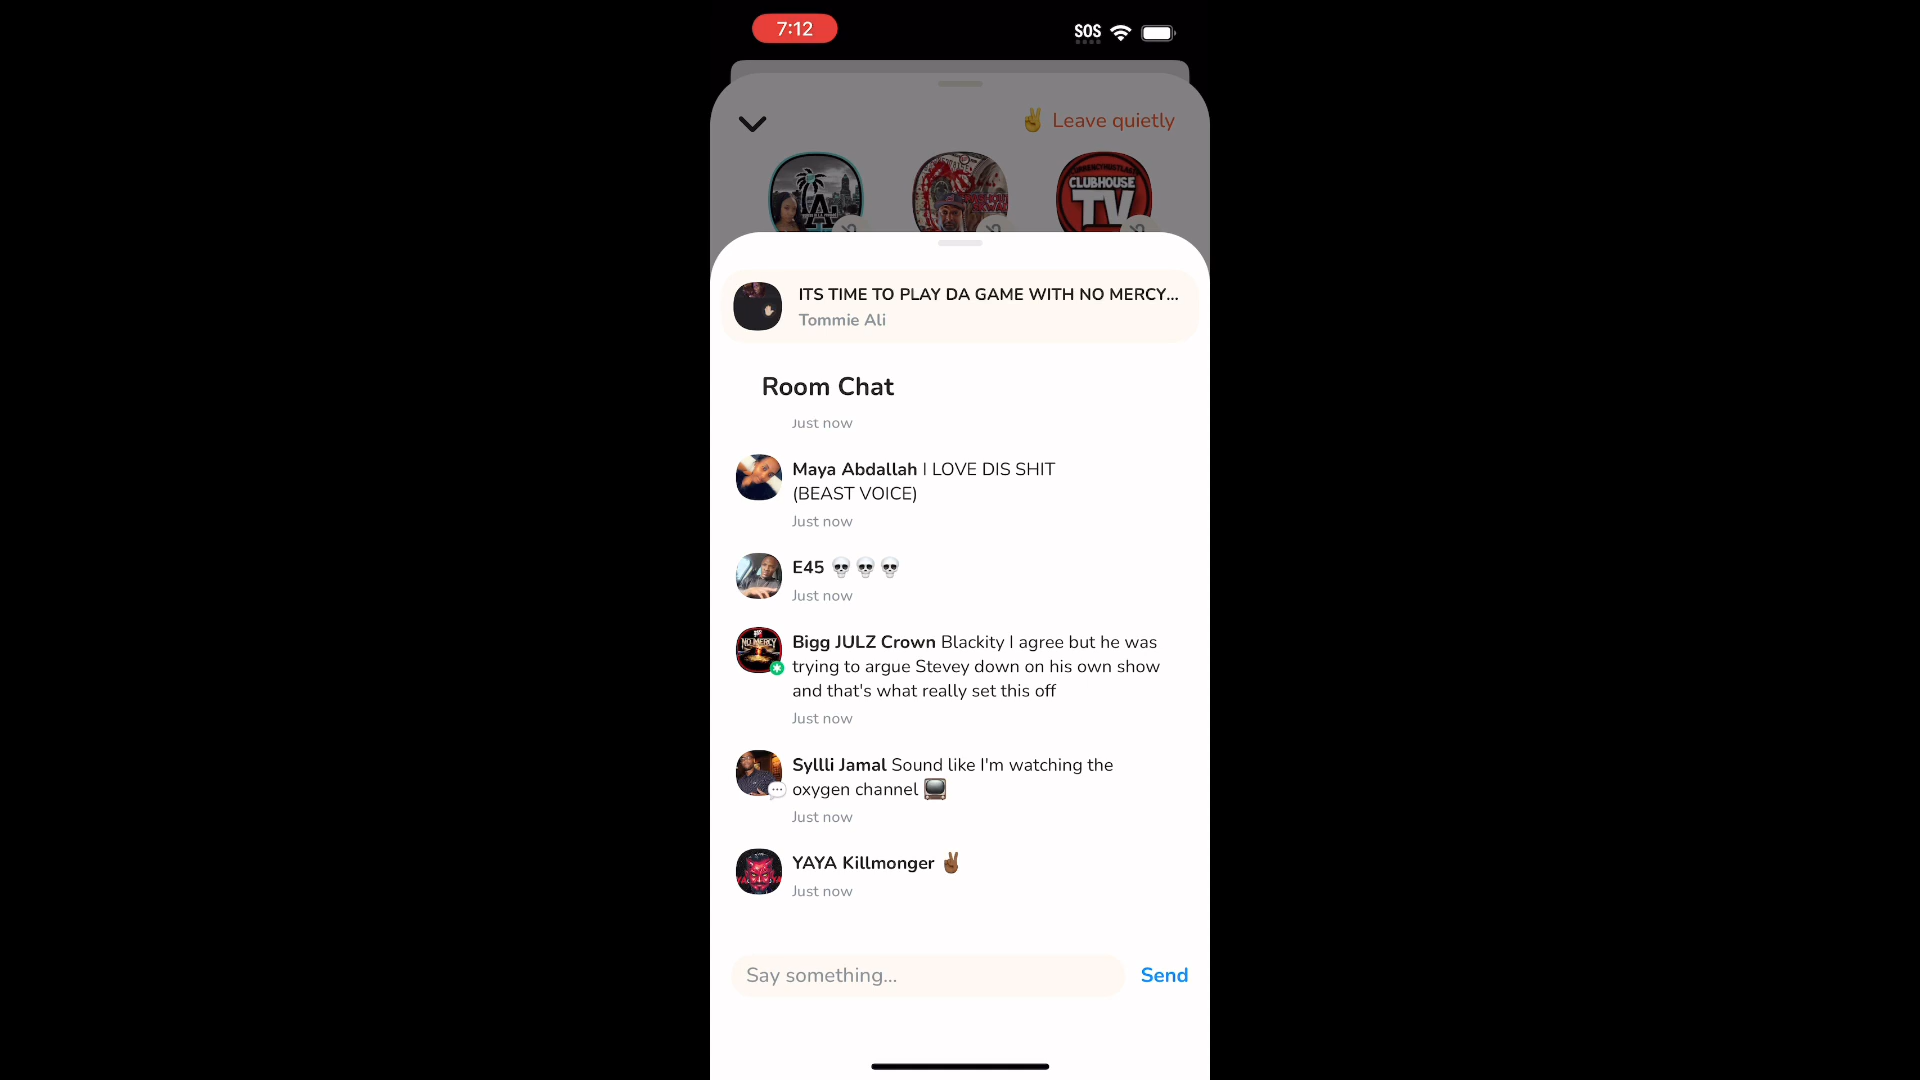 7:12
SOS
✌️ Leave quietly
CLUBHOUSE
TV
ITS TIME TO PLAY DA GAME WITH NO MERCY...
Tommie Ali
Room Chat
Just now
Maya Abdallah I LOVE DIS SHIT
(BEAST VOICE)
Just now
E45 💀💀💀
Just now
NO MERCY
Bigg JULZ Crown Blackity I agree but he was
trying to argue Stevey down on his own show
and that's what really set this off
Just now
Syllli Jamal Sound like I'm watching the
oxygen channel 📺
Just now
YAYA Killmonger ✌🏾
Just now
Say something...
Send